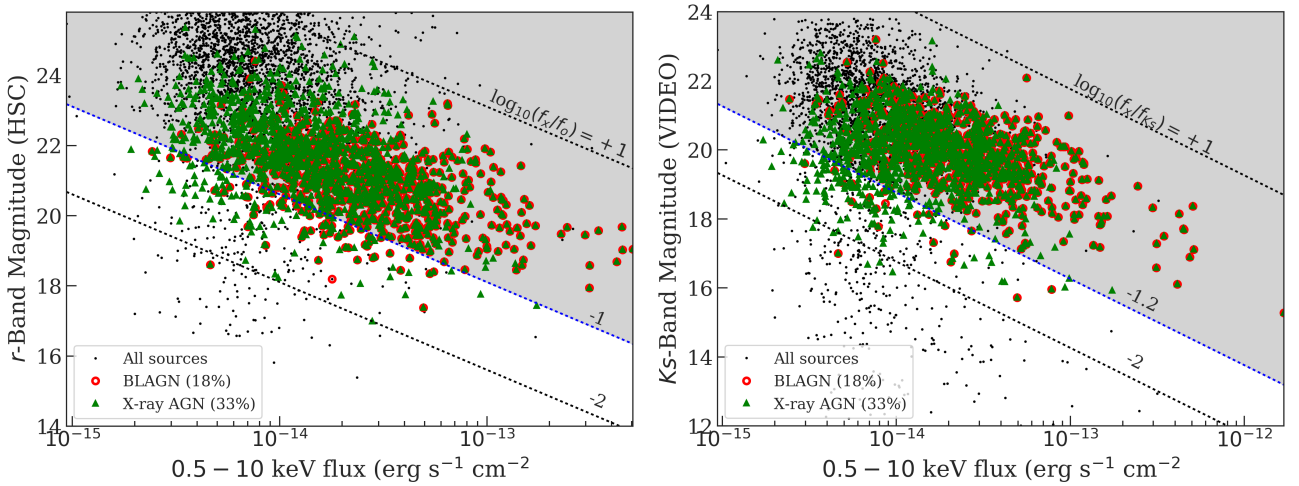 r-Band Magnitude (HSC)
24
22
20
18
16
14
10⁻¹⁵
10⁻¹⁴
10⁻¹³
0.5 − 10 keV flux (erg s⁻¹ cm⁻²
log₁₀(fₓ/fₒ) = +1
-1
-2
All sources
BLAGN (18%)
X-ray AGN (33%)
Ks-Band Magnitude (VIDEO)
24
22
20
18
16
14
12
10⁻¹⁵
10⁻¹⁴
10⁻¹³
10⁻¹²
0.5 − 10 keV flux (erg s⁻¹ cm⁻²
log₁₀(fₓ/f_Ks) = +1
-1.2
-2
All sources
BLAGN (18%)
X-ray AGN (33%)